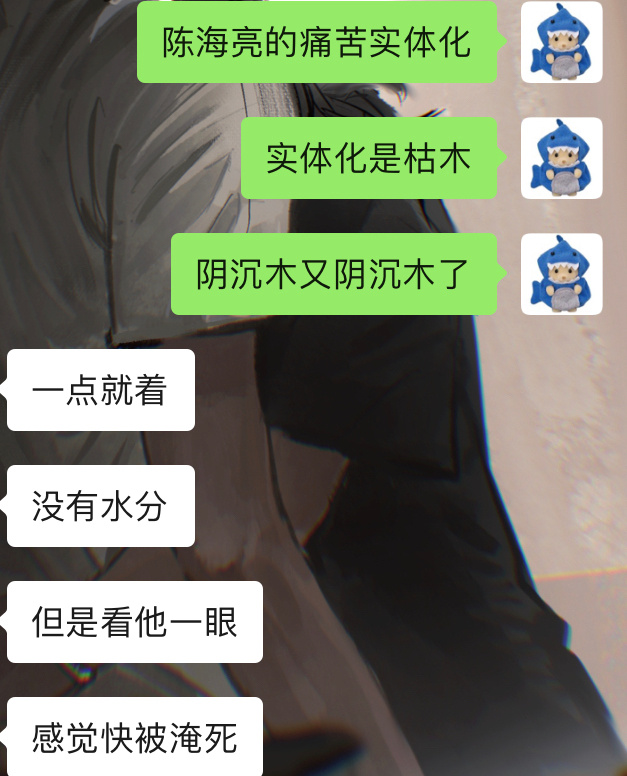 陈海亮的痛苦实体化
实体化是枯木
阴沉木又阴沉木了
一点就着
没有水分
但是看他一眼
感觉快被淹死